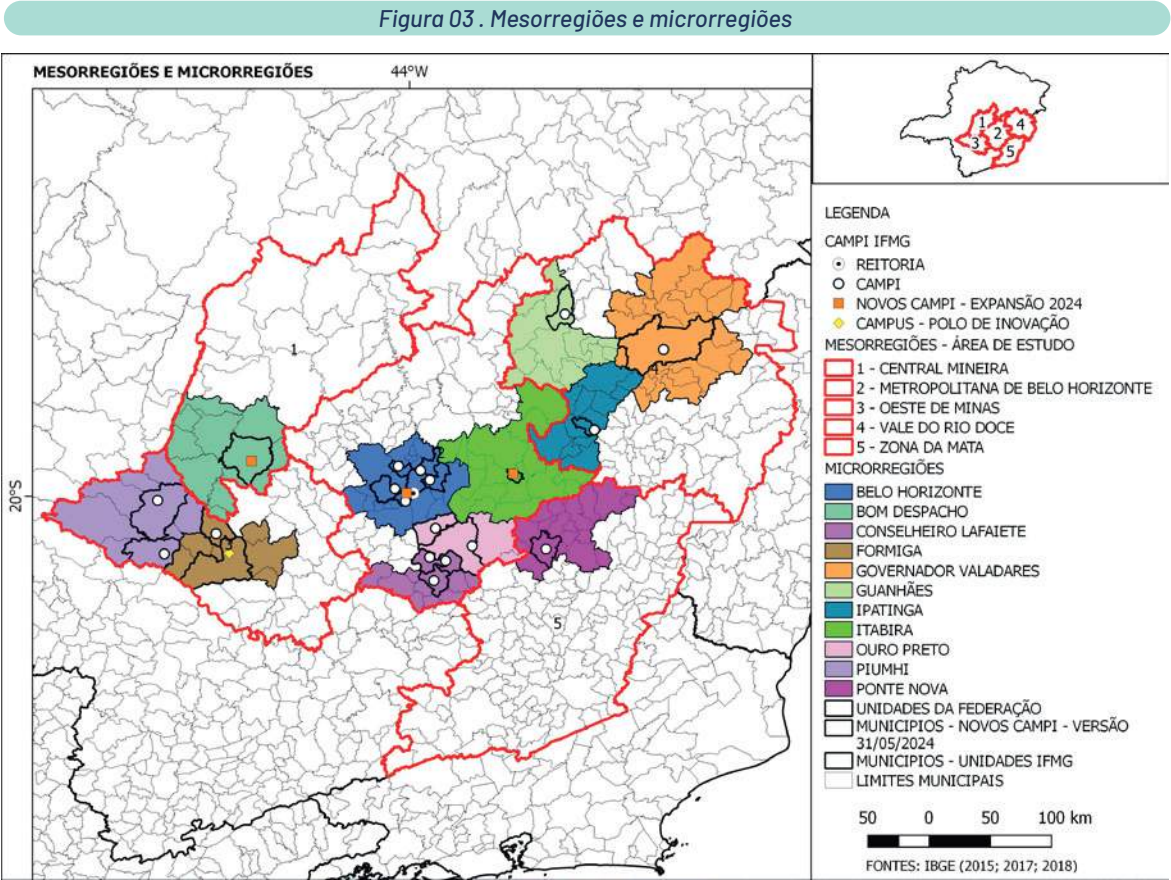 Figura 03 . Mesorregiões e microrregiões
MESORREGIÕES E MICRORREGIÕES
44°W
20°S
1
2
5
1
2
3
4
5
LEGENDA
CAMPI IFMG
REITORIA
CAMPI
NOVOS CAMPI - EXPANSÃO 2024
CAMPUS - POLO DE INOVAÇÃO
MESORREGIÕES - ÁREA DE ESTUDO
1 - CENTRAL MINEIRA
2 - METROPOLITANA DE BELO HORIZONTE
3 - OESTE DE MINAS
4 - VALE DO RIO DOCE
5 - ZONA DA MATA
MICRORREGIÕES
BELO HORIZONTE
BOM DESPACHO
CONSELHEIRO LAFAIETE
FORMIGA
GOVERNADOR VALADARES
GUANHÃES
IPATINGA
ITABIRA
OURO PRETO
PIUMHI
PONTE NOVA
UNIDADES DA FEDERAÇÃO
MUNICIPIOS - NOVOS CAMPI - VERSÃO
31/05/2024
MUNICIPIOS - UNIDADES IFMG
LIMITES MUNICIPAIS
50 0 50 100 km
FONTES: IBGE (2015; 2017; 2018)